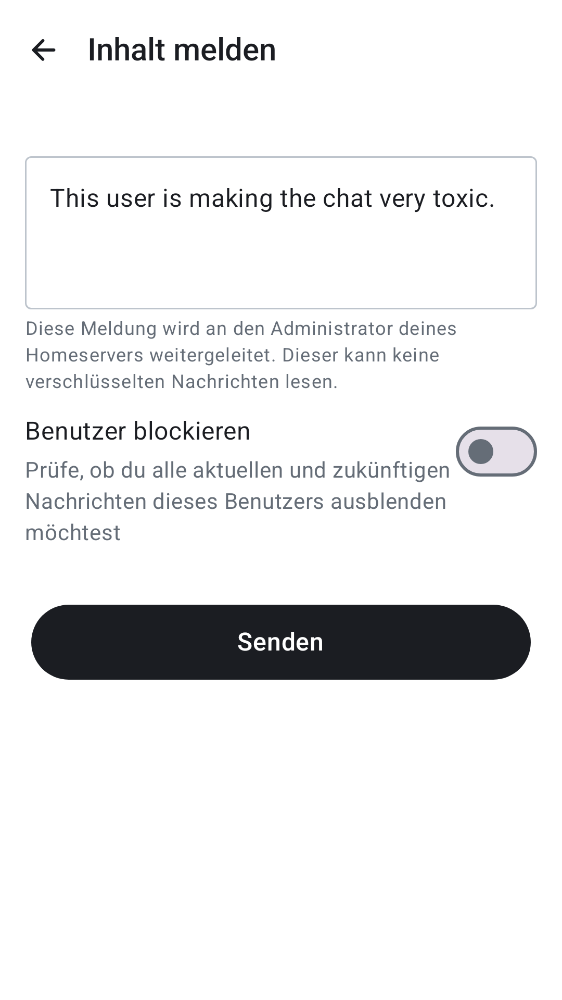 Inhalt melden
This user is making the chat very toxic.
Diese Meldung wird an den Administrator deines
Homeservers weitergeleitet. Dieser kann keine
verschlüsselten Nachrichten lesen.
Benutzer blockieren
Prüfe, ob du alle aktuellen und zukünftigen
Nachrichten dieses Benutzers ausblenden
möchtest
Senden